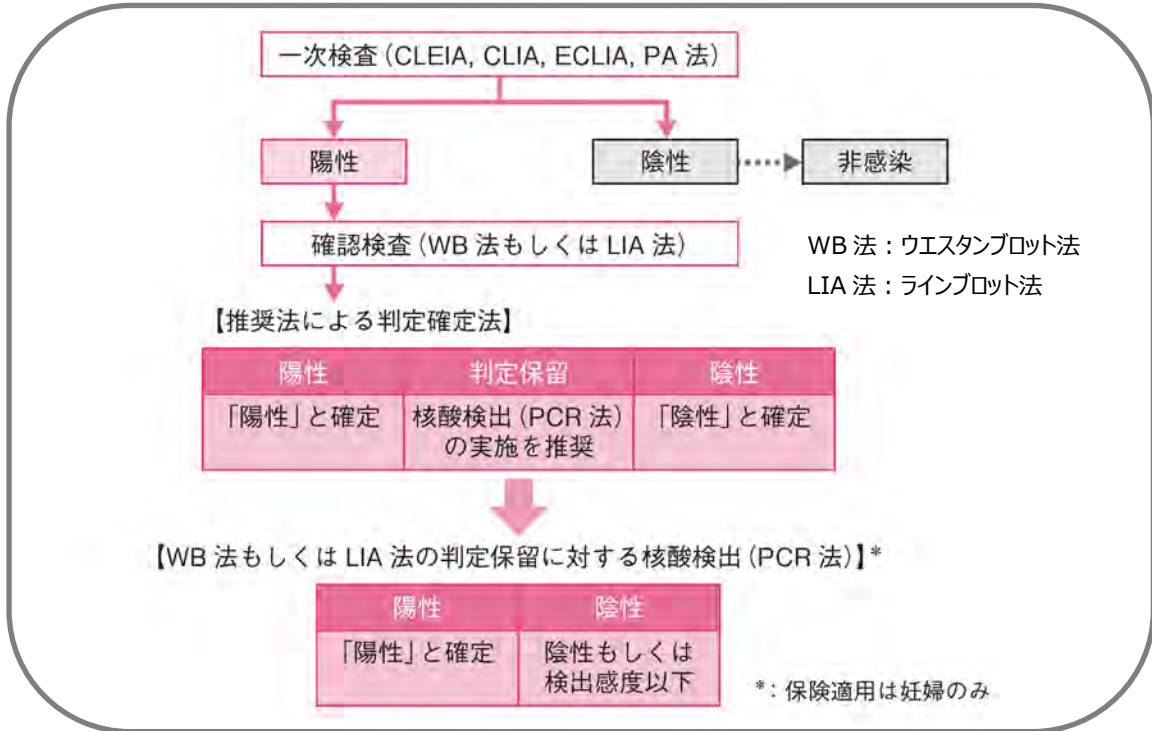 一次検査（CLEIA, CLIA, ECLIA, PA 法）
陽性
陰性
非感染
確認検査（WB 法もしくは LIA 法）
WB 法：ウエスタンブロット法
LIA 法：ラインブロット法
【推奨法による判定確定法】
陽性 判定保留 陰性
「陽性」と確定 核酸検出（PCR 法） 「陰性」と確定
の実施を推奨
【WB 法もしくは LIA 法の判定保留に対する核酸検出（PCR 法）】*
陽性 陰性
「陽性」と確定 陰性もしくは
検出感度以下
*：保険適用は妊婦のみ